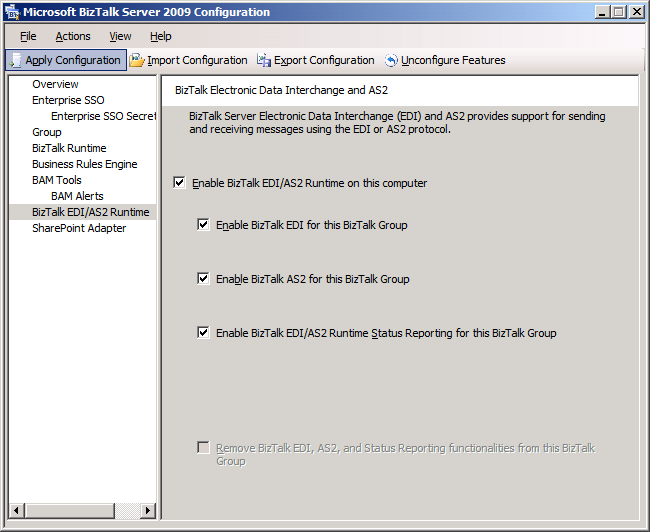 Microsoft BizTalk Server 2009 Configuration
File Actions View Help
Apply Configuration Import Configuration Export Configuration Unconfigure Features
Overview
Enterprise SSO
Enterprise SSO Secret
Group
BizTalk Runtime
Business Rules Engine
BAM Tools
BAM Alerts
BizTalk EDI/AS2 Runtime
SharePoint Adapter
BizTalk Electronic Data Interchange and AS2
BizTalk Server Electronic Data Interchange (EDI) and AS2 provides support for sending
and receiving messages using the EDI or AS2 protocol.
Enable BizTalk EDI/AS2 Runtime on this computer
Enable BizTalk EDI for this BizTalk Group
Enable BizTalk AS2 for this BizTalk Group
Enable BizTalk EDI/AS2 Runtime Status Reporting for this BizTalk Group
Remove BizTalk EDI, AS2, and Status Reporting functionalities from this BizTalk
Group